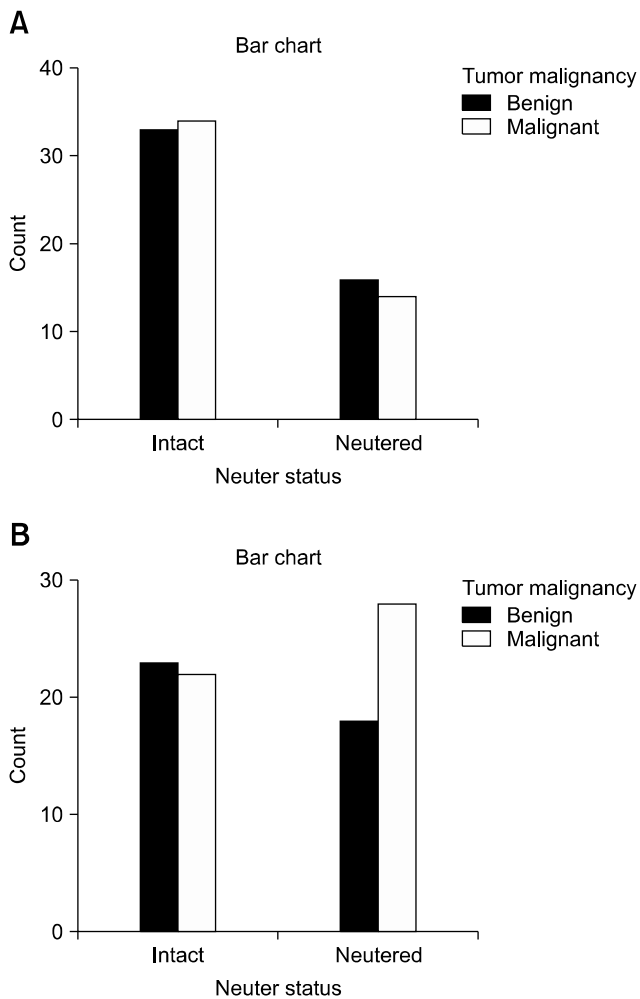 A
Bar chart
Tumor malignancy
Benign
Malignant
40
30
20
10
0
Count
Intact
Neutered
Neuter status
B
Bar chart
Tumor malignancy
Benign
Malignant
30
20
10
0
Count
Intact
Neutered
Neuter status